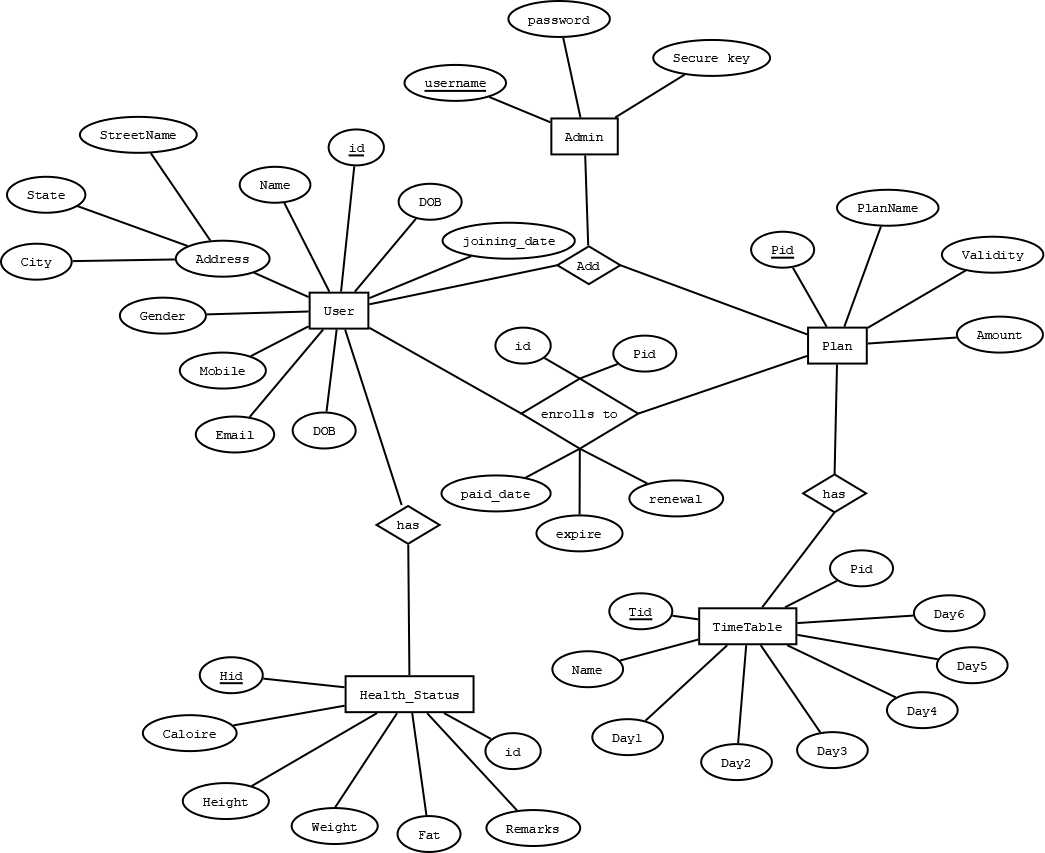 password
Secure key
username
Admin
StreetName
id
Name
State
DOB
PlanName
joining_date
Pid
Validity
City
Address
Add
User
Gender
Amount
id
Pid
Plan
Mobile
enrolls to
Email
DOB
paid_date
renewal
has
has
expire
Pid
Tid
Day6
TimeTable
Name
Day5
Hid
Health_Status
Day4
Caloire
id
Day1
Day3
Day2
Height
Weight
Fat
Remarks